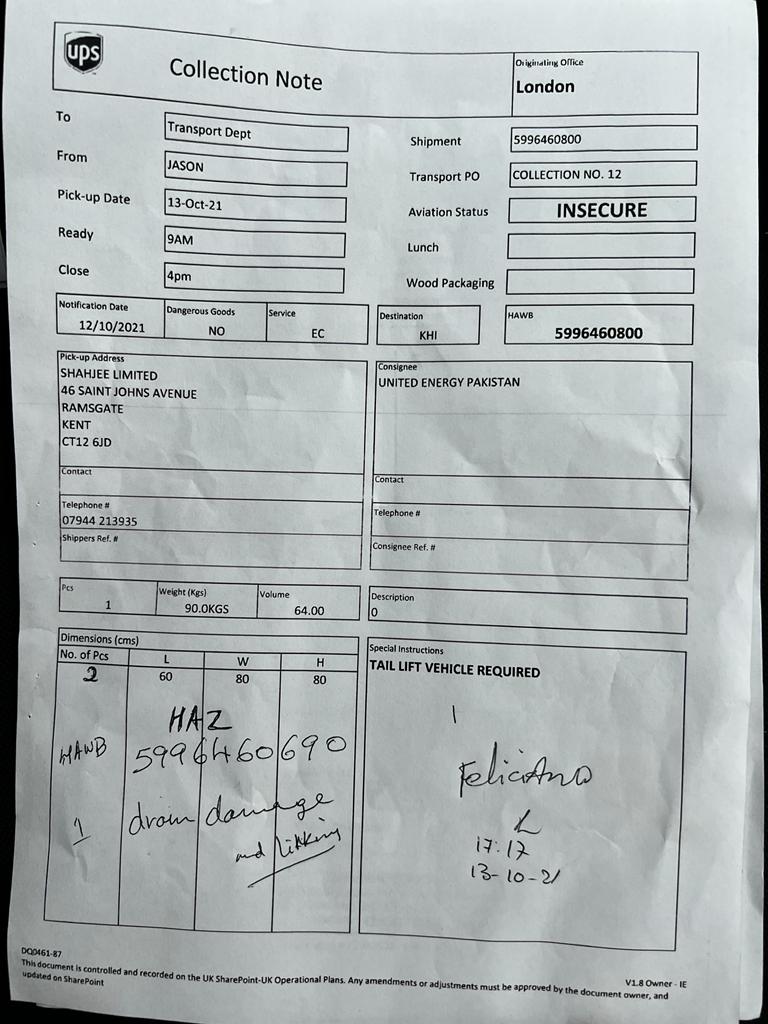 ups
Collection Note
Originating Office
London
To
Transport Dept
From
JASON
Pick-up Date
13-Oct-21
Ready
9AM
Close
4pm
Shipment
5996460800
Transport PO
COLLECTION NO. 12
Aviation Status
INSECURE
Lunch
Wood Packaging
Notification Date
12/10/2021
Dangerous Goods
NO
Service
EC
Destination
KHI
HAWB
5996460800
Pick-up Address
SHAHJEE LIMITED
46 SAINT JOHNS AVENUE
RAMSGATE
KENT
CT12 6JD
Contact
Telephone #
07944 213935
Shippers Ref. #
Consignee
UNITED ENERGY PAKISTAN
Contact
Telephone #
Consignee Ref. #
Pcs
1
Weight (Kgs)
90.0KGS
Volume
64.00
Description
0
Dimensions (cms)
No. of Pcs L W H
2 60 80 80
HAZ
HAWB 5996460690
1 drum damage
and likking
Special Instructions
TAIL LIFT VEHICLE REQUIRED
1
Feliciano
17:17
13-10-21
DQ0461-87
This document is controlled and recorded on the UK SharePoint-UK Operational Plans. Any amendments or adjustments must be approved by the document owner, and
updated on SharePoint
V1.8 Owner - IE